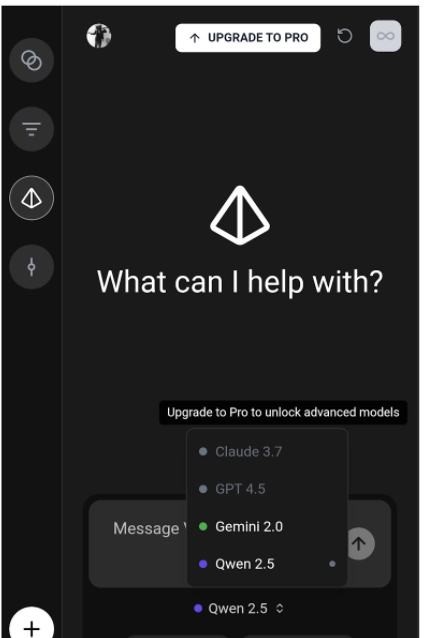 UPGRADE TO PRO
What can I help with?
Upgrade to Pro to unlock advanced models
Claude 3.7
GPT 4.5
Gemini 2.0
Message
Qwen 2.5
Qwen 2.5